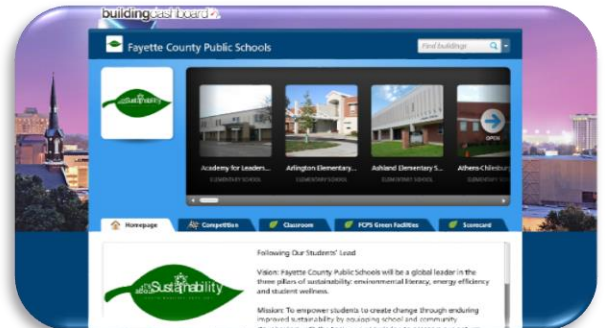 buildingdashboard
Fayette County Public Schools
Find buildings
Sustainability
Academy for Leaders...
ELEMENTARY SCHOOL
Arlington Elementary...
ELEMENTARY SCHOOL
Ashland Elementary S...
ELEMENTARY SCHOOL
Athens-Chilesburg
ELEMENTARY SCHOOL
OPEN
Homepage
Competition
Classroom
FCPS Green Facilities
Scorecard
Following Our Students' Lead
Vision: Fayette County Public Schools will be a global leader in the
three pillars of sustainability: environmental literacy, energy efficiency
and student wellness.
Mission: To empower students to create change through enduring
improved sustainability by equipping school and community
Sustainability